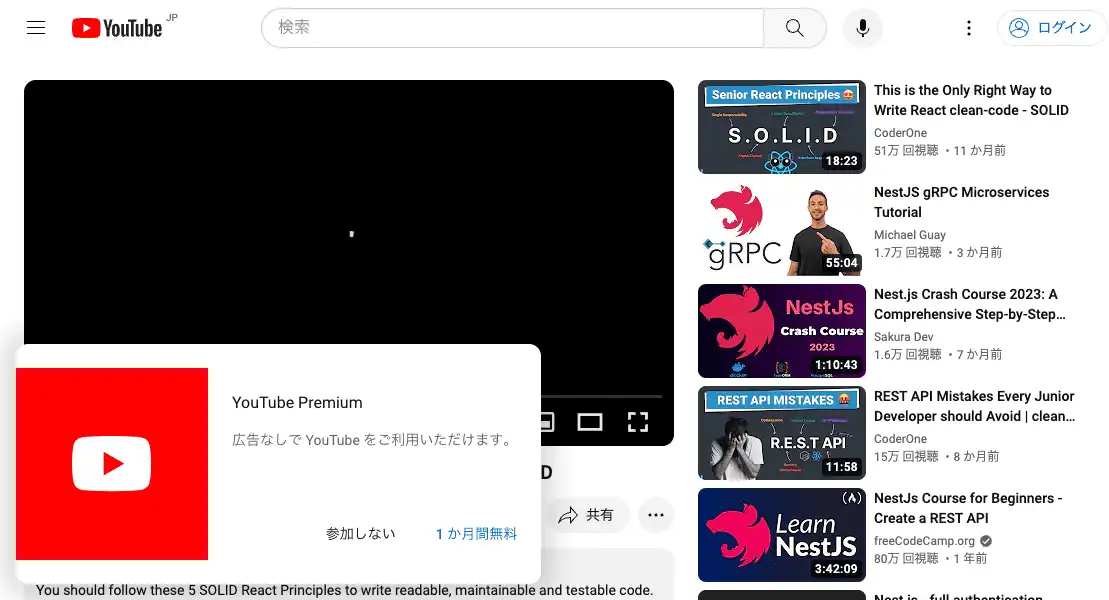 YouTube JP
検索
ログイン
YouTube Premium
広告なしで YouTube をご利用いただけます。
参加しない
1 か月間無料
D
共有
You should follow these 5 SOLID React Principles to write readable, maintainable and testable code.
Senior React Principles
S.O.L.I.D
18:23
This is the Only Right Way to
Write React clean-code - SOLID
CoderOne
51万 回視聴 ・11 か月前
gRPC
55:04
NestJS gRPC Microservices
Tutorial
Michael Guay
1.7万 回視聴 ・3 か月前
NestJs
Crash Course
2023
1:10:43
Nest.js Crash Course 2023: A
Comprehensive Step-by-Step...
Sakura Dev
1.6万 回視聴 ・7 か月前
REST API MISTAKES
R.E.S.T API
11:58
REST API Mistakes Every Junior
Developer should Avoid | clean...
CoderOne
15万 回視聴 ・8 か月前
Learn
NestJS
3:42:09
NestJs Course for Beginners -
Create a REST API
freeCodeCamp.org
80万 回視聴 ・1 年前
Nest.js - full authentication